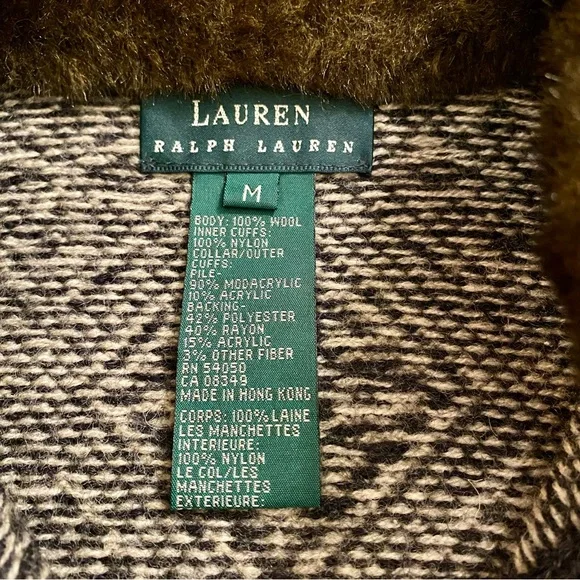 LAUREN
RALPH LAUREN
M
BODY: 100% WOOL
INNER CUFFS:
100% NYLON
COLLAR/OUTER
CUFFS:
PILE-
90% MODACRYLIC
10% ACRYLIC
BACKING-
42% POLYESTER
40% RAYON
15% ACRYLIC
3% OTHER FIBER
RN 54050
CA 08349
MADE IN HONG KONG
CORPS: 100% LAINE
LES MANCHETTES
INTERIEURE:
100% NYLON
LE COL/LES
MANCHETTES
EXTERIEURE: